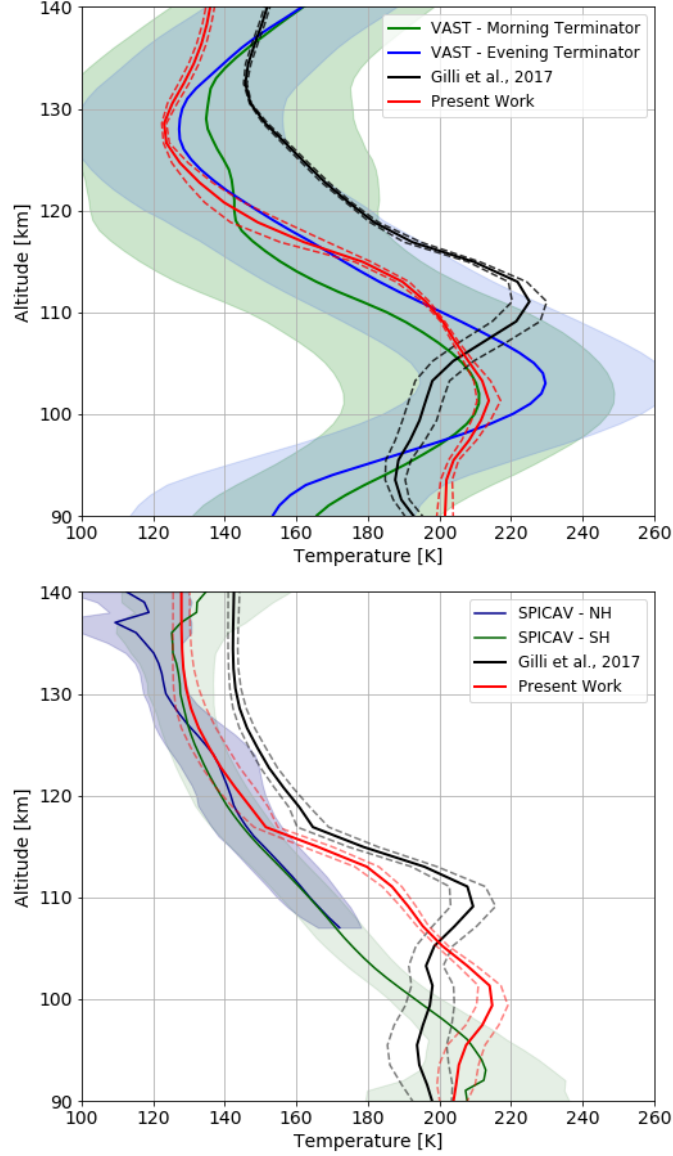 140
130
120
110
100
90
Altitude [km]
VAST - Morning Terminator
VAST - Evening Terminator
Gilli et al., 2017
Present Work
100 120 140 160 180 200 220 240 260
Temperature [K]
140
130
120
110
100
90
Altitude [km]
SPICAV - NH
SPICAV - SH
Gilli et al., 2017
Present Work
100 120 140 160 180 200 220 240 260
Temperature [K]